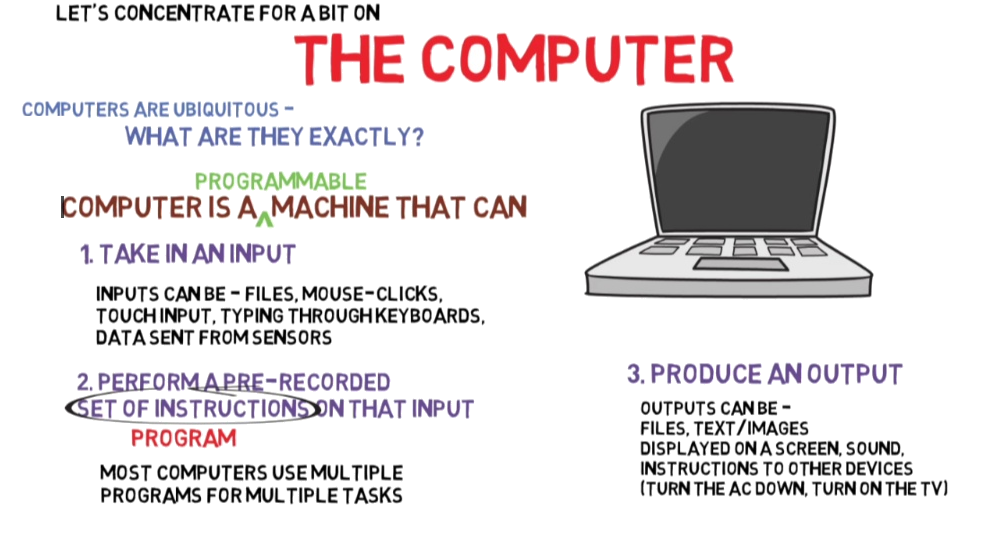 LET'S CONCENTRATE FOR A BIT ON
THE COMPUTER
COMPUTERS ARE UBIQUITOUS -
WHAT ARE THEY EXACTLY?
PROGRAMMABLE
COMPUTER IS A MACHINE THAT CAN
1. TAKE IN AN INPUT
INPUTS CAN BE - FILES, MOUSE-CLICKS,
TOUCH INPUT, TYPING THROUGH KEYBOARDS,
DATA SENT FROM SENSORS
2. PERFORM A PRE-RECORDED
SET OF INSTRUCTIONS ON THAT INPUT
PROGRAM
MOST COMPUTERS USE MULTIPLE
PROGRAMS FOR MULTIPLE TASKS
3. PRODUCE AN OUTPUT
OUTPUTS CAN BE -
FILES, TEXT/IMAGES
DISPLAYED ON A SCREEN, SOUND,
INSTRUCTIONS TO OTHER DEVICES
(TURN THE AC DOWN, TURN ON THE TV)